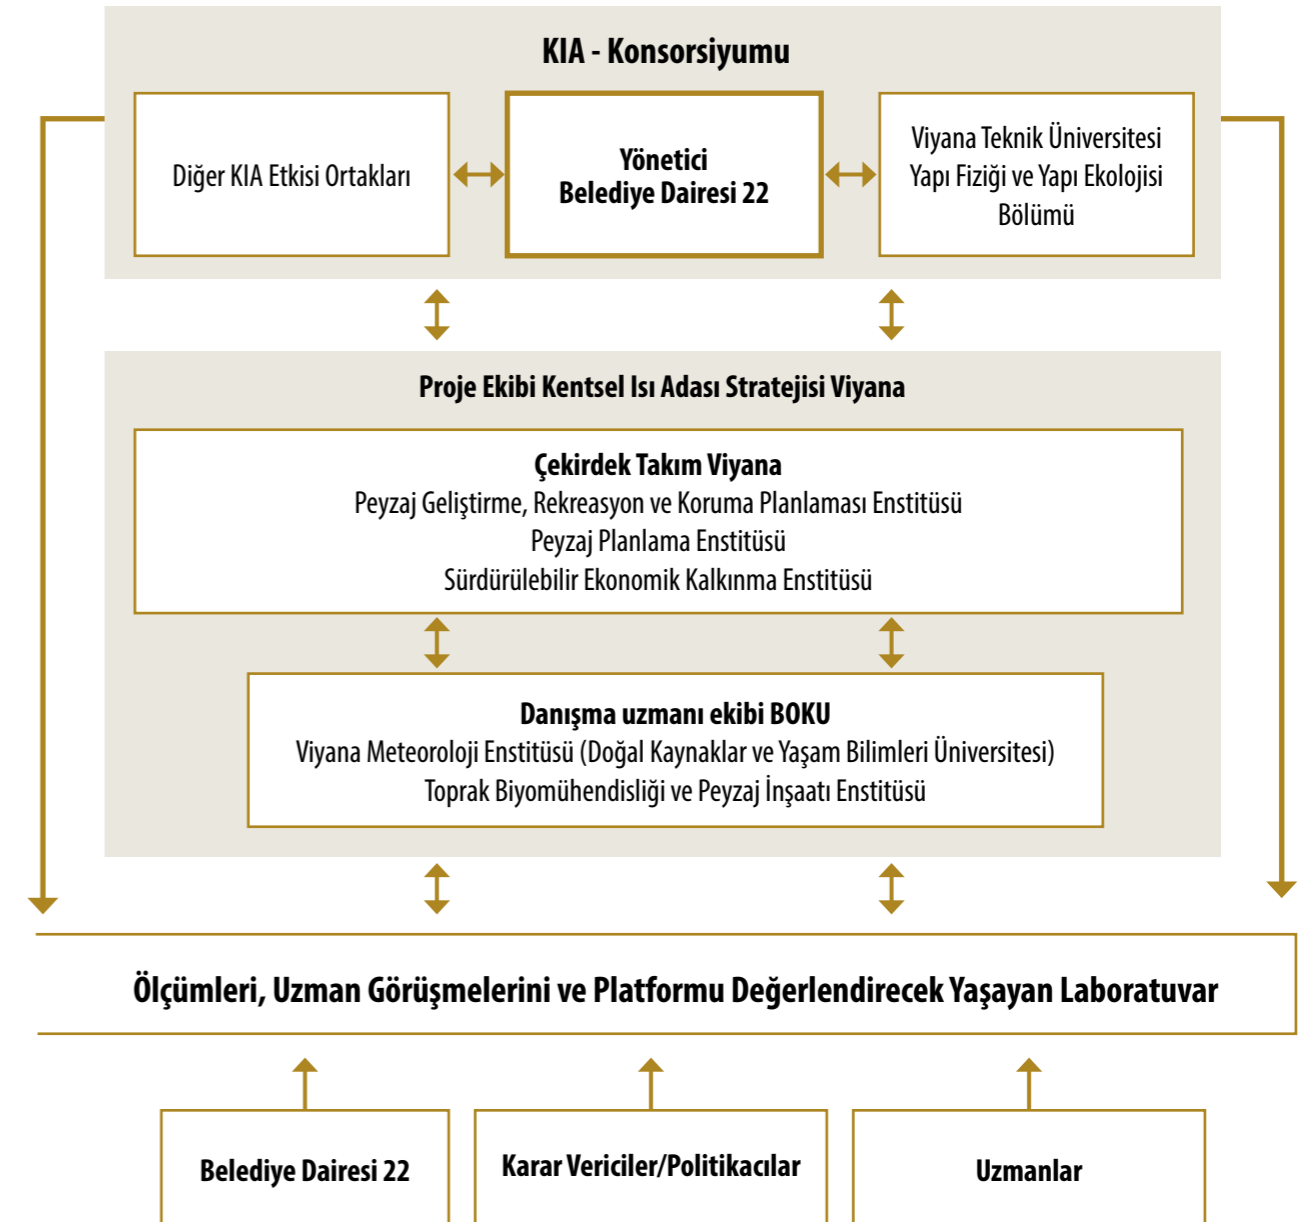 KIA - Konsorsiyumu
Diğer KIA Etkisi Ortakları
Yönetici
Belediye Dairesi 22
Viyana Teknik Üniversitesi
Yapı Fiziği ve Yapı Ekolojisi
Bölümü
Proje Ekibi Kentsel Isı Adası Stratejisi Viyana
Çekirdek Takım Viyana
Peyzaj Geliştirme, Rekreasyon ve Koruma Planlaması Enstitüsü
Peyzaj Planlama Enstitüsü
Sürdürülebilir Ekonomik Kalkınma Enstitüsü
Danışma uzmanı ekibi BOKU
Viyana Meteoroloji Enstitüsü (Doğal Kaynaklar ve Yaşam Bilimleri Üniversitesi)
Toprak Biyomühendisliği ve Peyzaj İnşaatı Enstitüsü
Ölçümleri, Uzman Görüşmelerini ve Platformu Değerlendirecek Yaşayan Laboratuvar
Belediye Dairesi 22
Karar Vericiler/Politikacılar
Uzmanlar